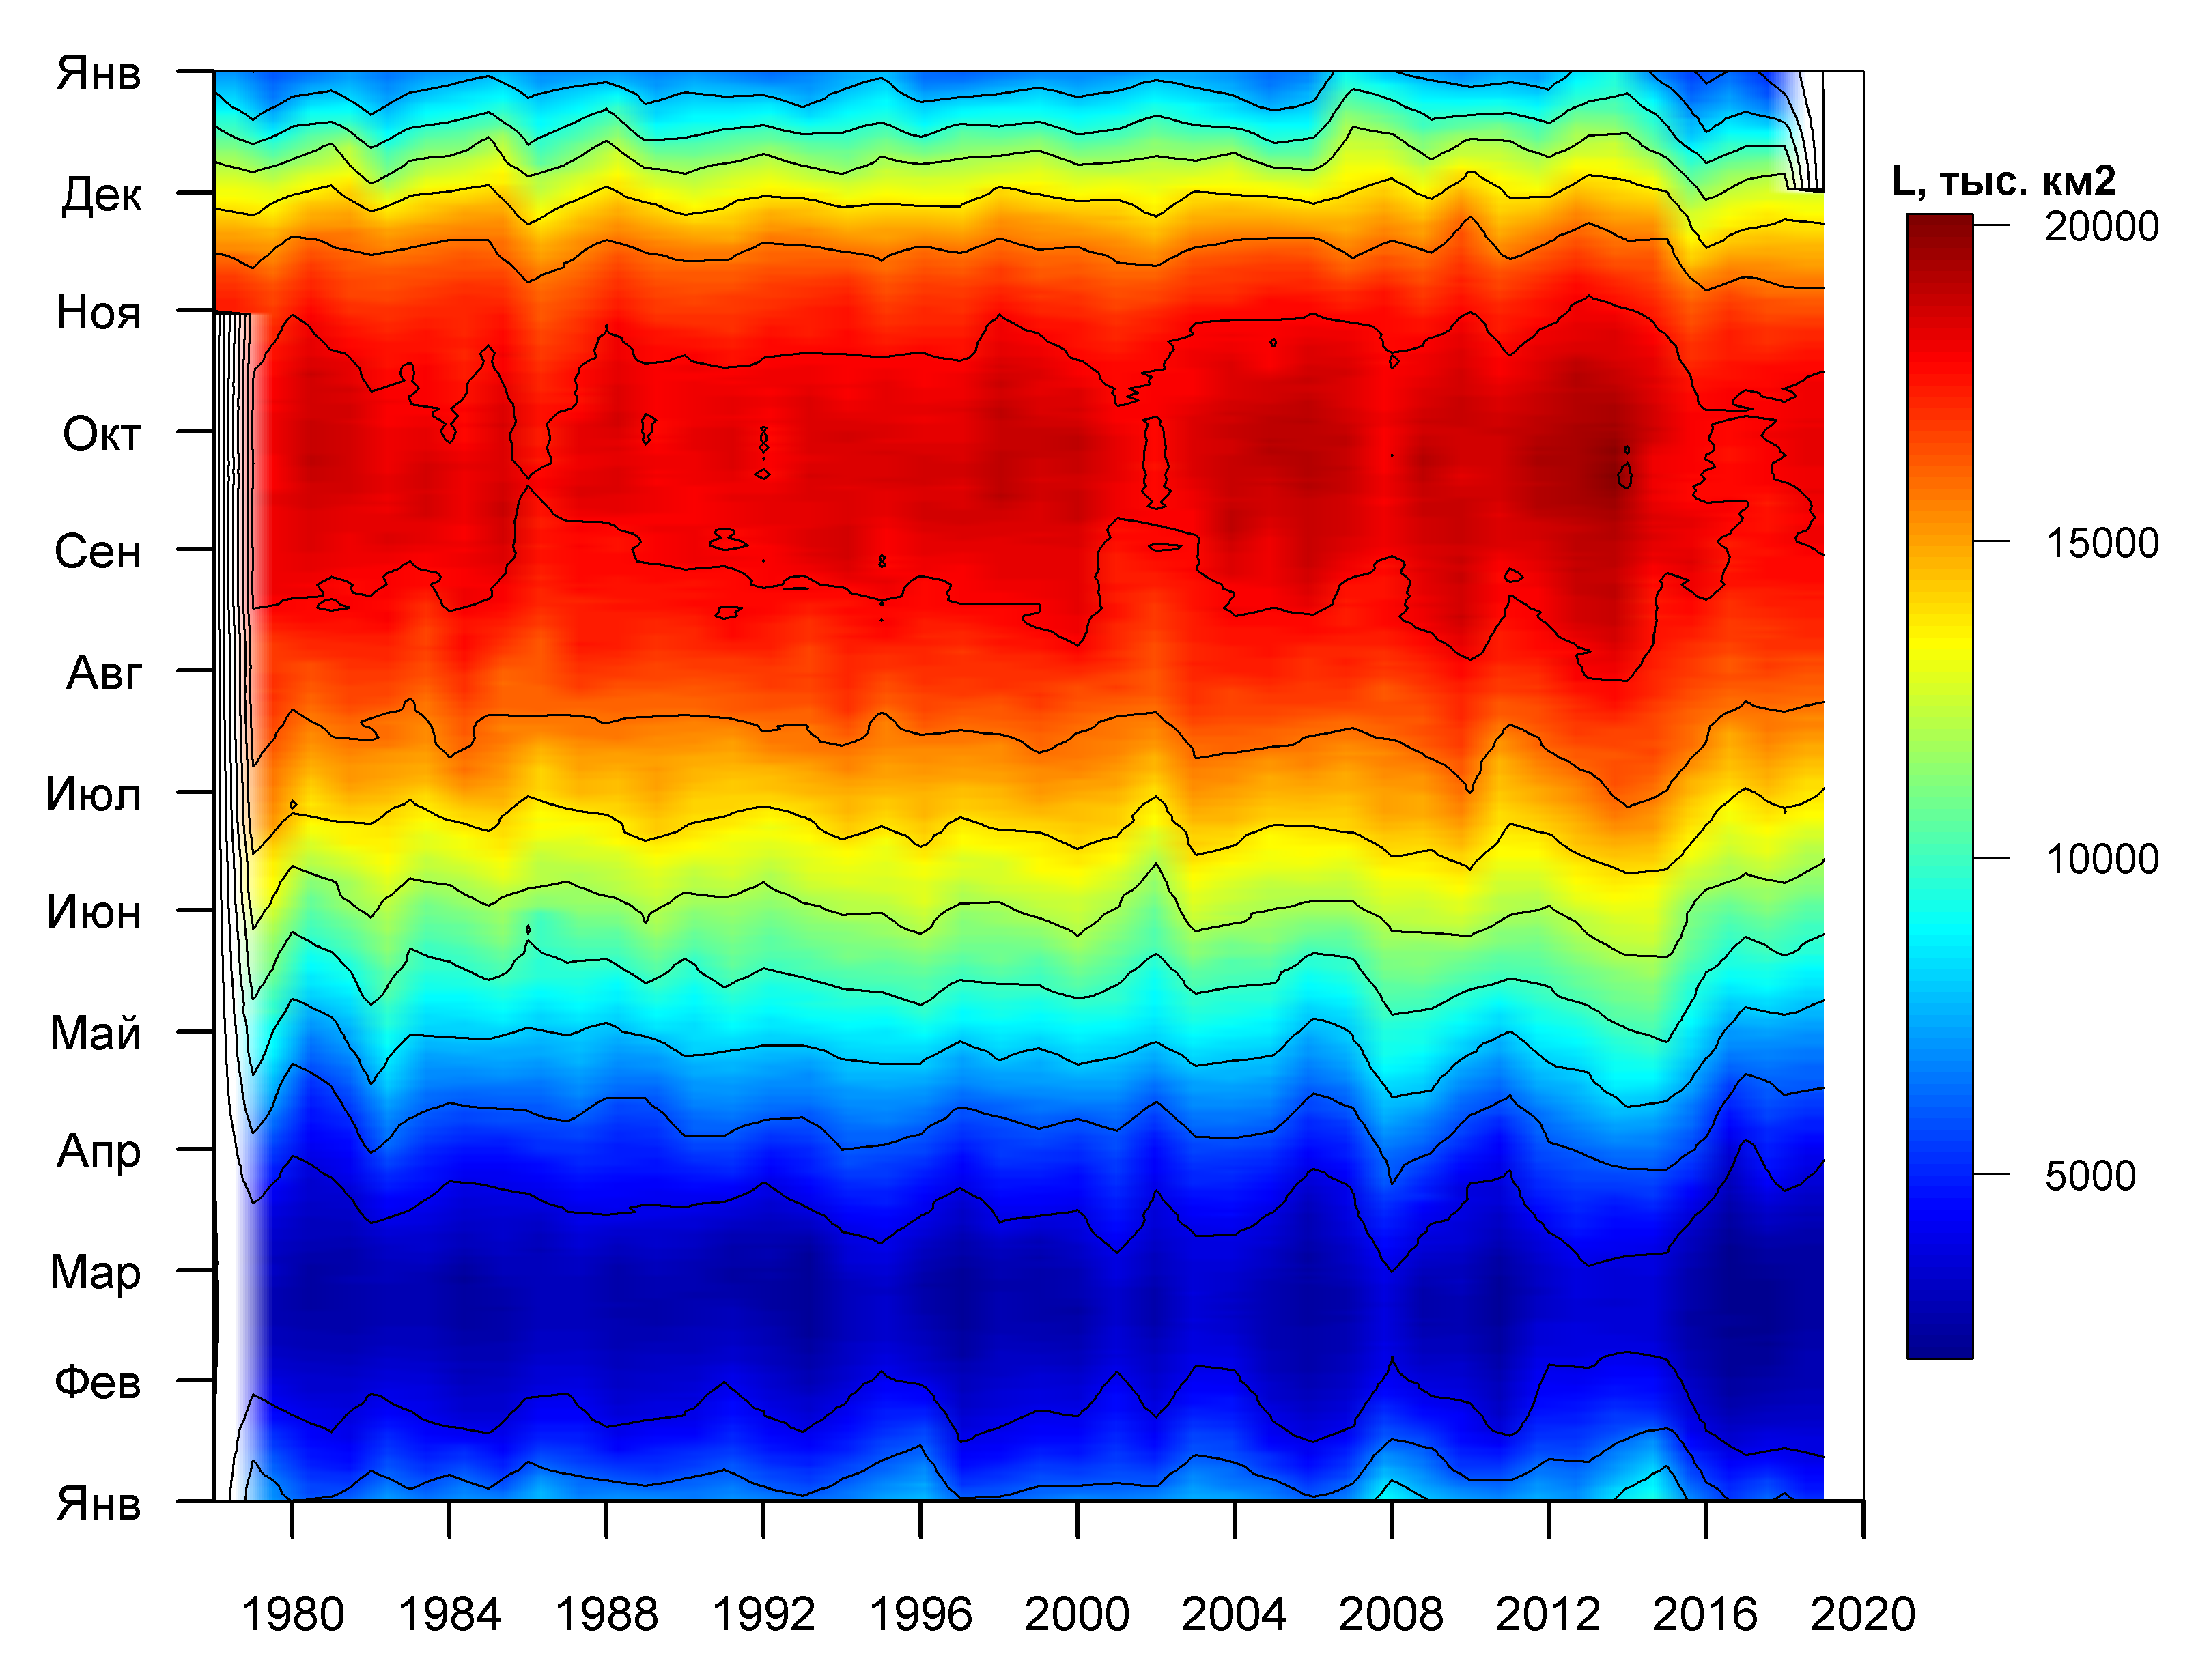 Янв
Дек
Ноя
Окт
Сен
Авг
Июл
Июн
Май
Апр
Мар
Фев
Янв
1980 1984 1988 1992 1996 2000 2004 2008 2012 2016 2020
L, тыс. км2
20000
15000
10000
5000